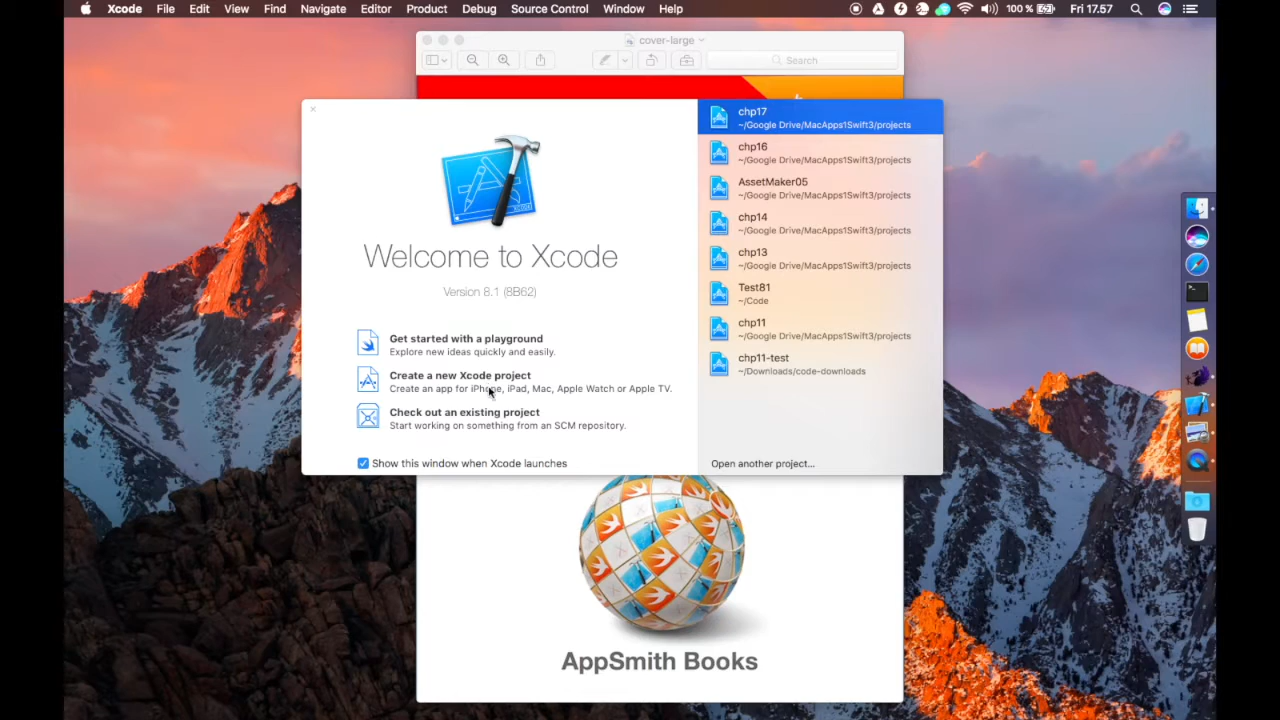 Xcode File Edit View Find Navigate Editor Product Debug Source Control Window Help 100 % Fri 17.57
cover-large
Search
Welcome to Xcode
Version 8.1 (8B62)
Get started with a playground
Explore new ideas quickly and easily.
Create a new Xcode project
Create an app for iPhone, iPad, Mac, Apple Watch or Apple TV.
Check out an existing project
Start working on something from an SCM repository.
Show this window when Xcode launches
chp17
~/Google Drive/MacApps1Swift3/projects
chp16
~/Google Drive/MacApps1Swift3/projects
AssetMaker05
~/Google Drive/MacApps1Swift3/projects
chp14
~/Google Drive/MacApps1Swift3/projects
chp13
~/Google Drive/MacApps1Swift3/projects
Test81
~/Code
chp11
~/Google Drive/MacApps1Swift3/projects
chp11-test
~/Downloads/code-downloads
Open another project...
AppSmith Books